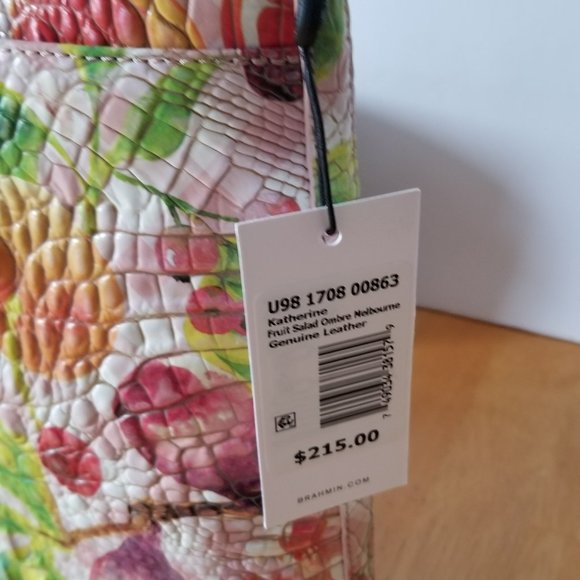 U98 1708 00863
Katherine
Fruit Salad Ombre Melbourne
Genuine Leather
$215.00
BRAHMIN.COM